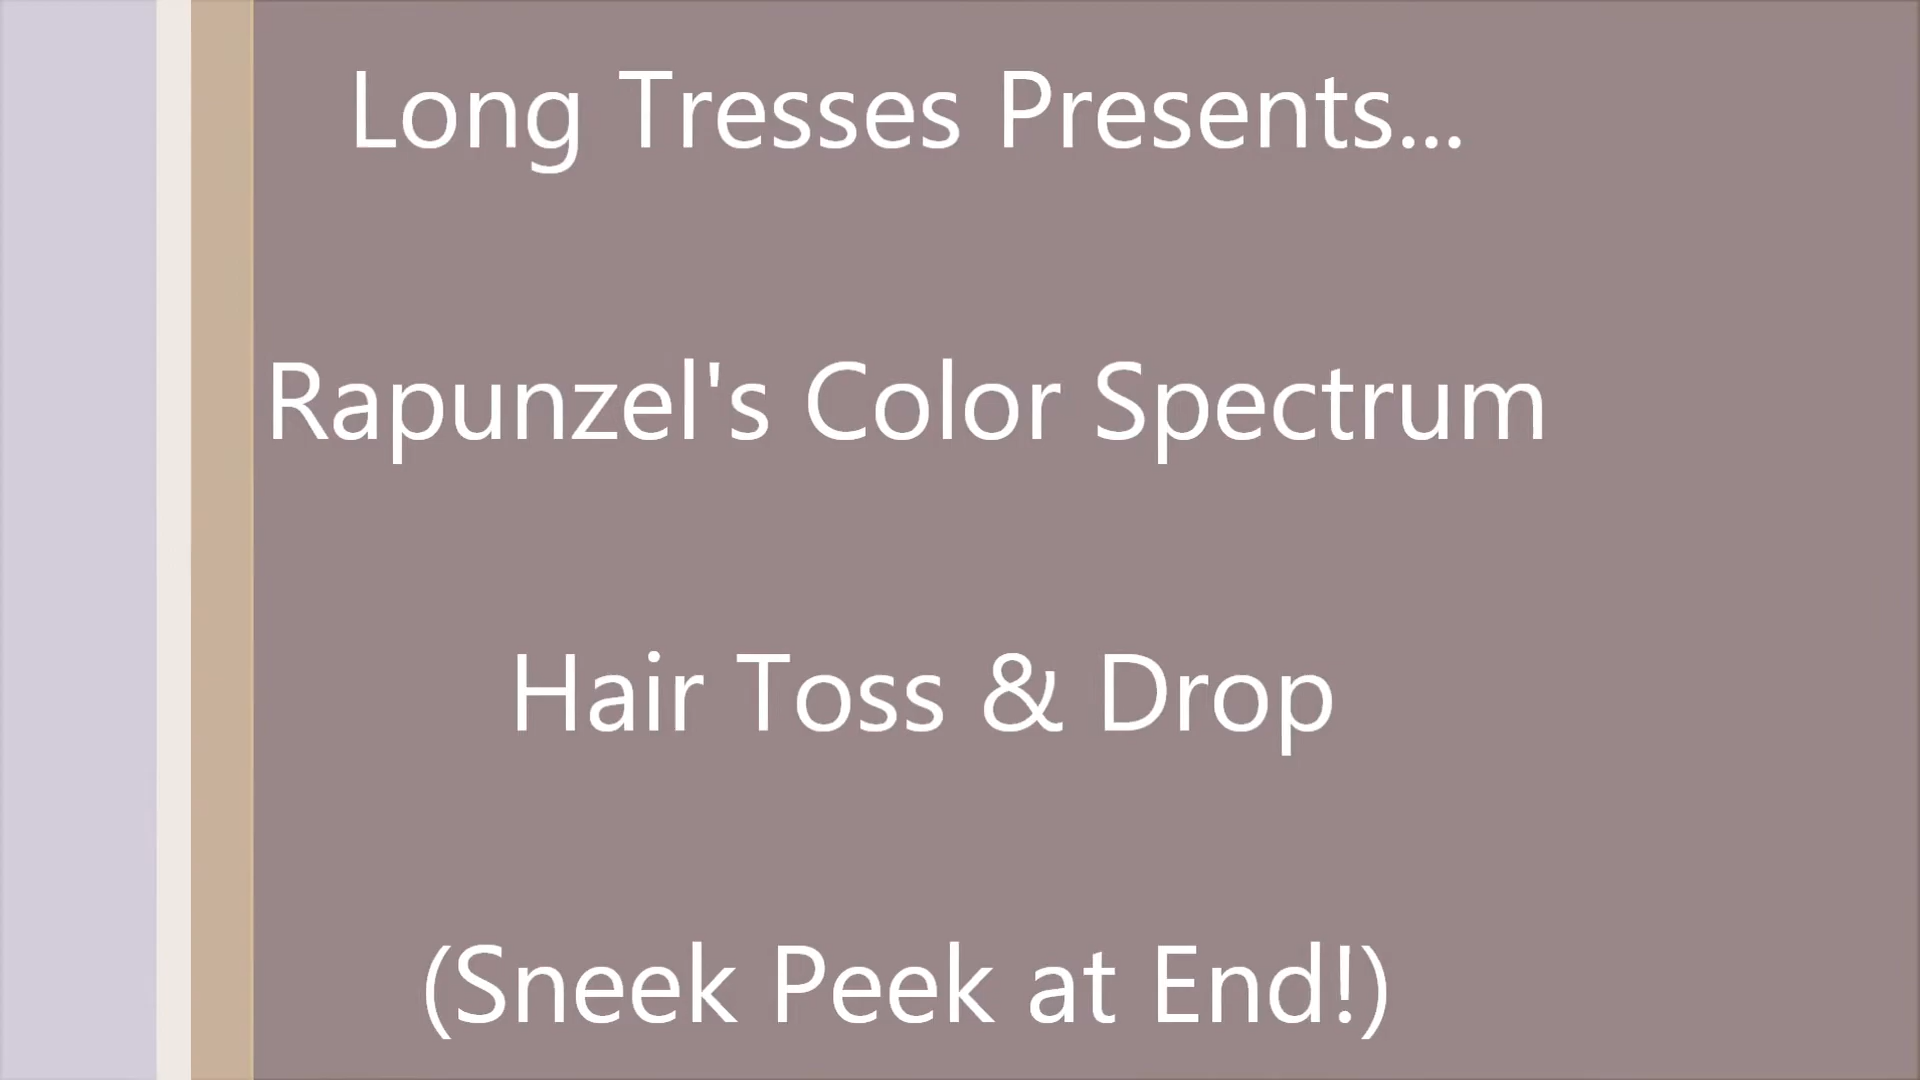 Long Tresses Presents...
Rapunzel's Color Spectrum
Hair Toss & Drop
(Sneek Peek at End!)